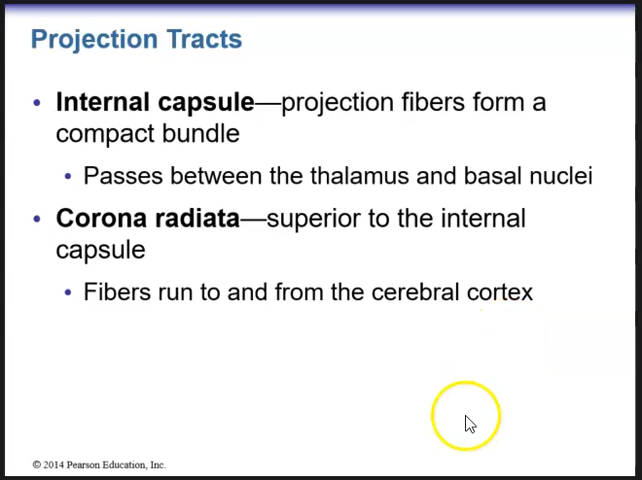 Projection Tracts
• Internal capsule—projection fibers form a
compact bundle
• Passes between the thalamus and basal nuclei
• Corona radiata—superior to the internal
capsule
• Fibers run to and from the cerebral cortex
© 2014 Pearson Education, Inc.